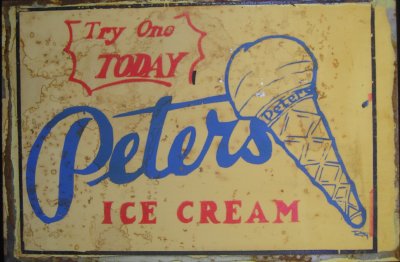 Try One
TODAY
Peters
Peters
ICE CREAM